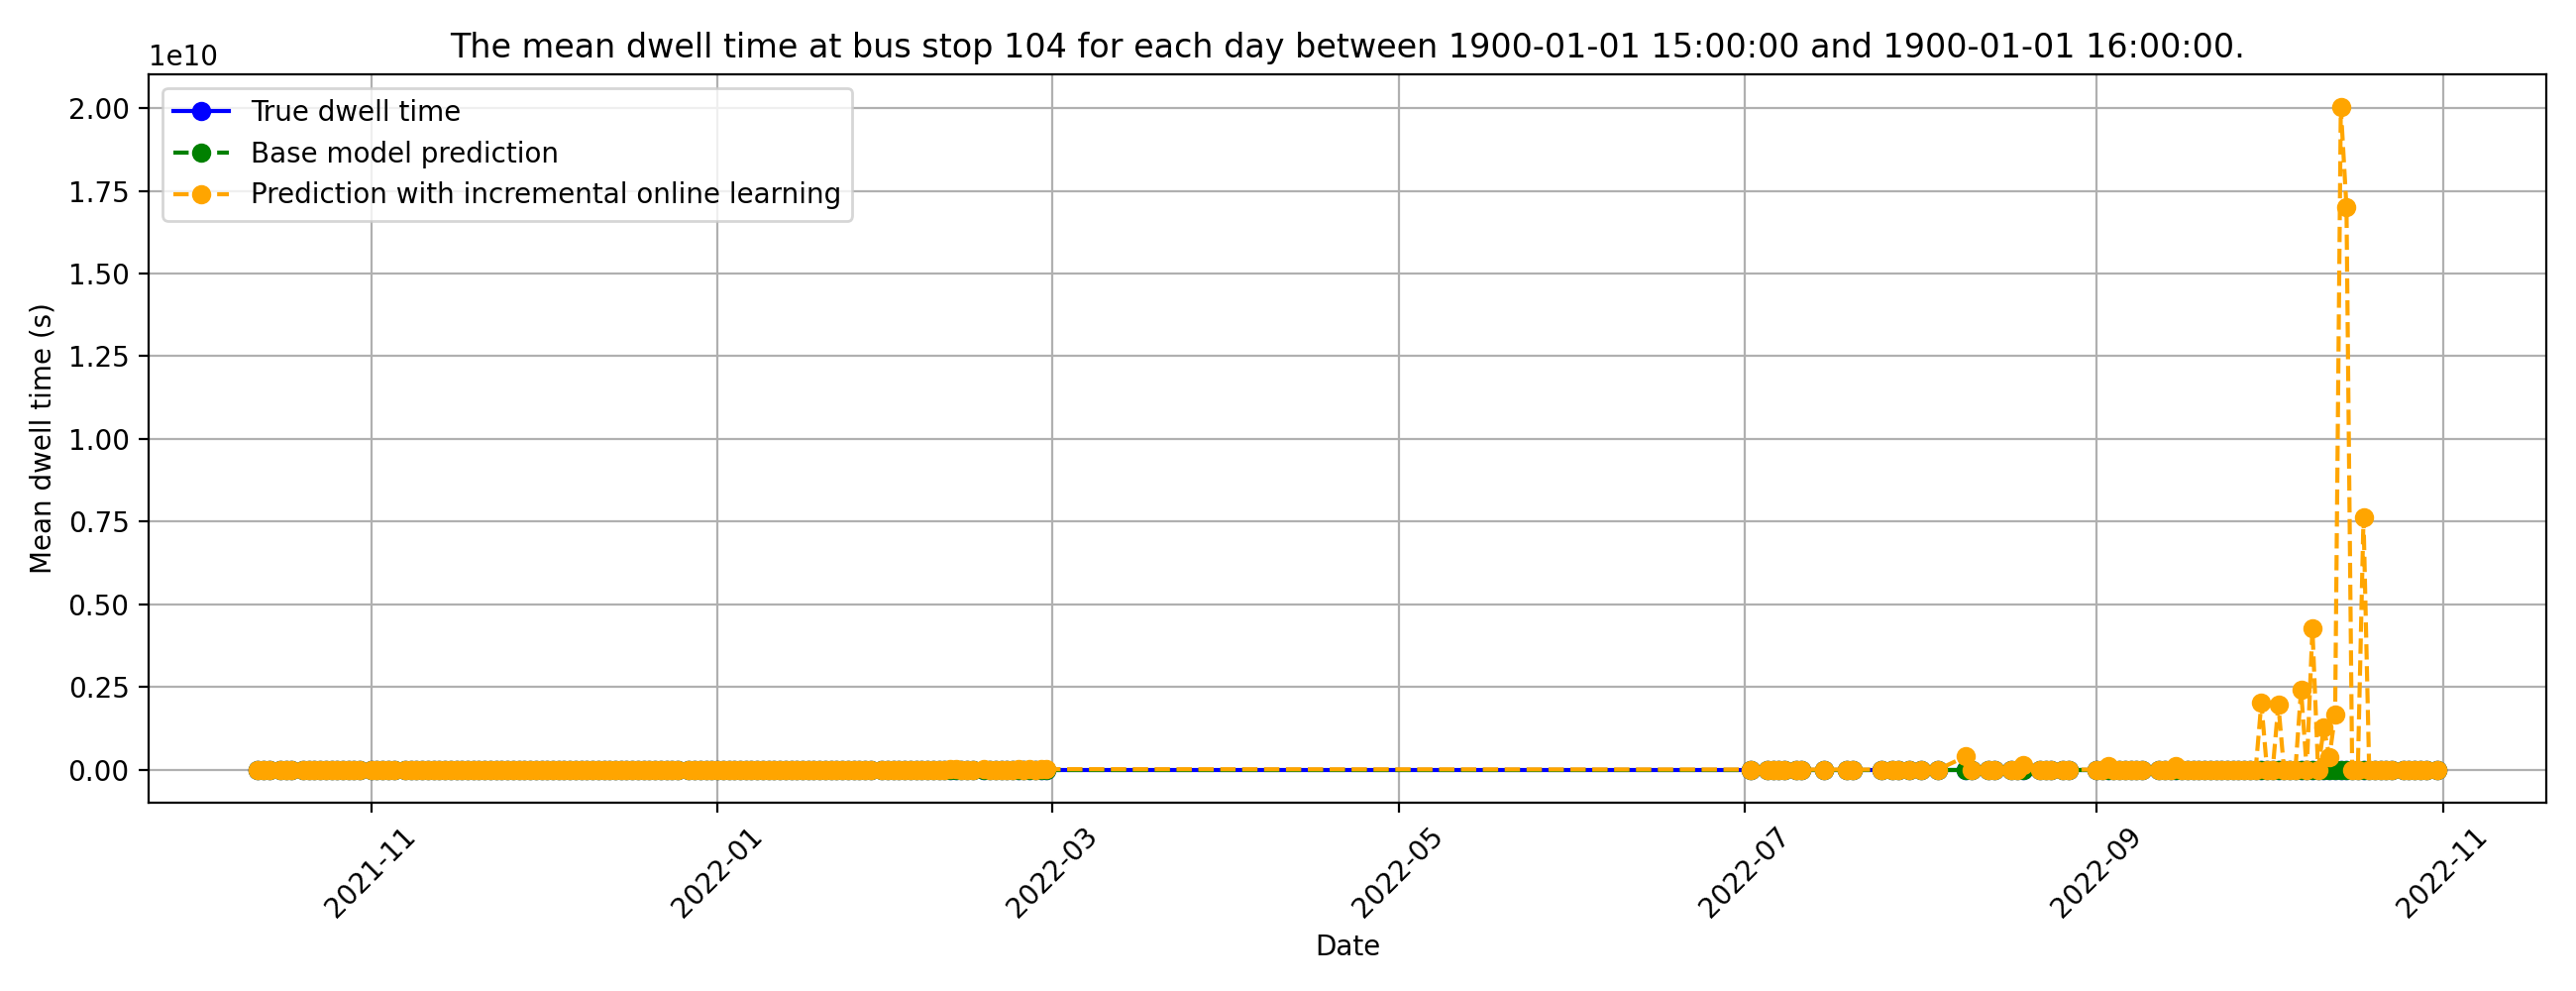 The mean dwell time at bus stop 104 for each day between 1900-01-01 15:00:00 and 1900-01-01 16:00:00.
1e10
True dwell time
Base model prediction
Prediction with incremental online learning
Mean dwell time (s)
2.00
1.75
1.50
1.25
1.00
0.75
0.50
0.25
0.00
2021-11
2022-01
2022-03
2022-05
2022-07
2022-09
2022-11
Date